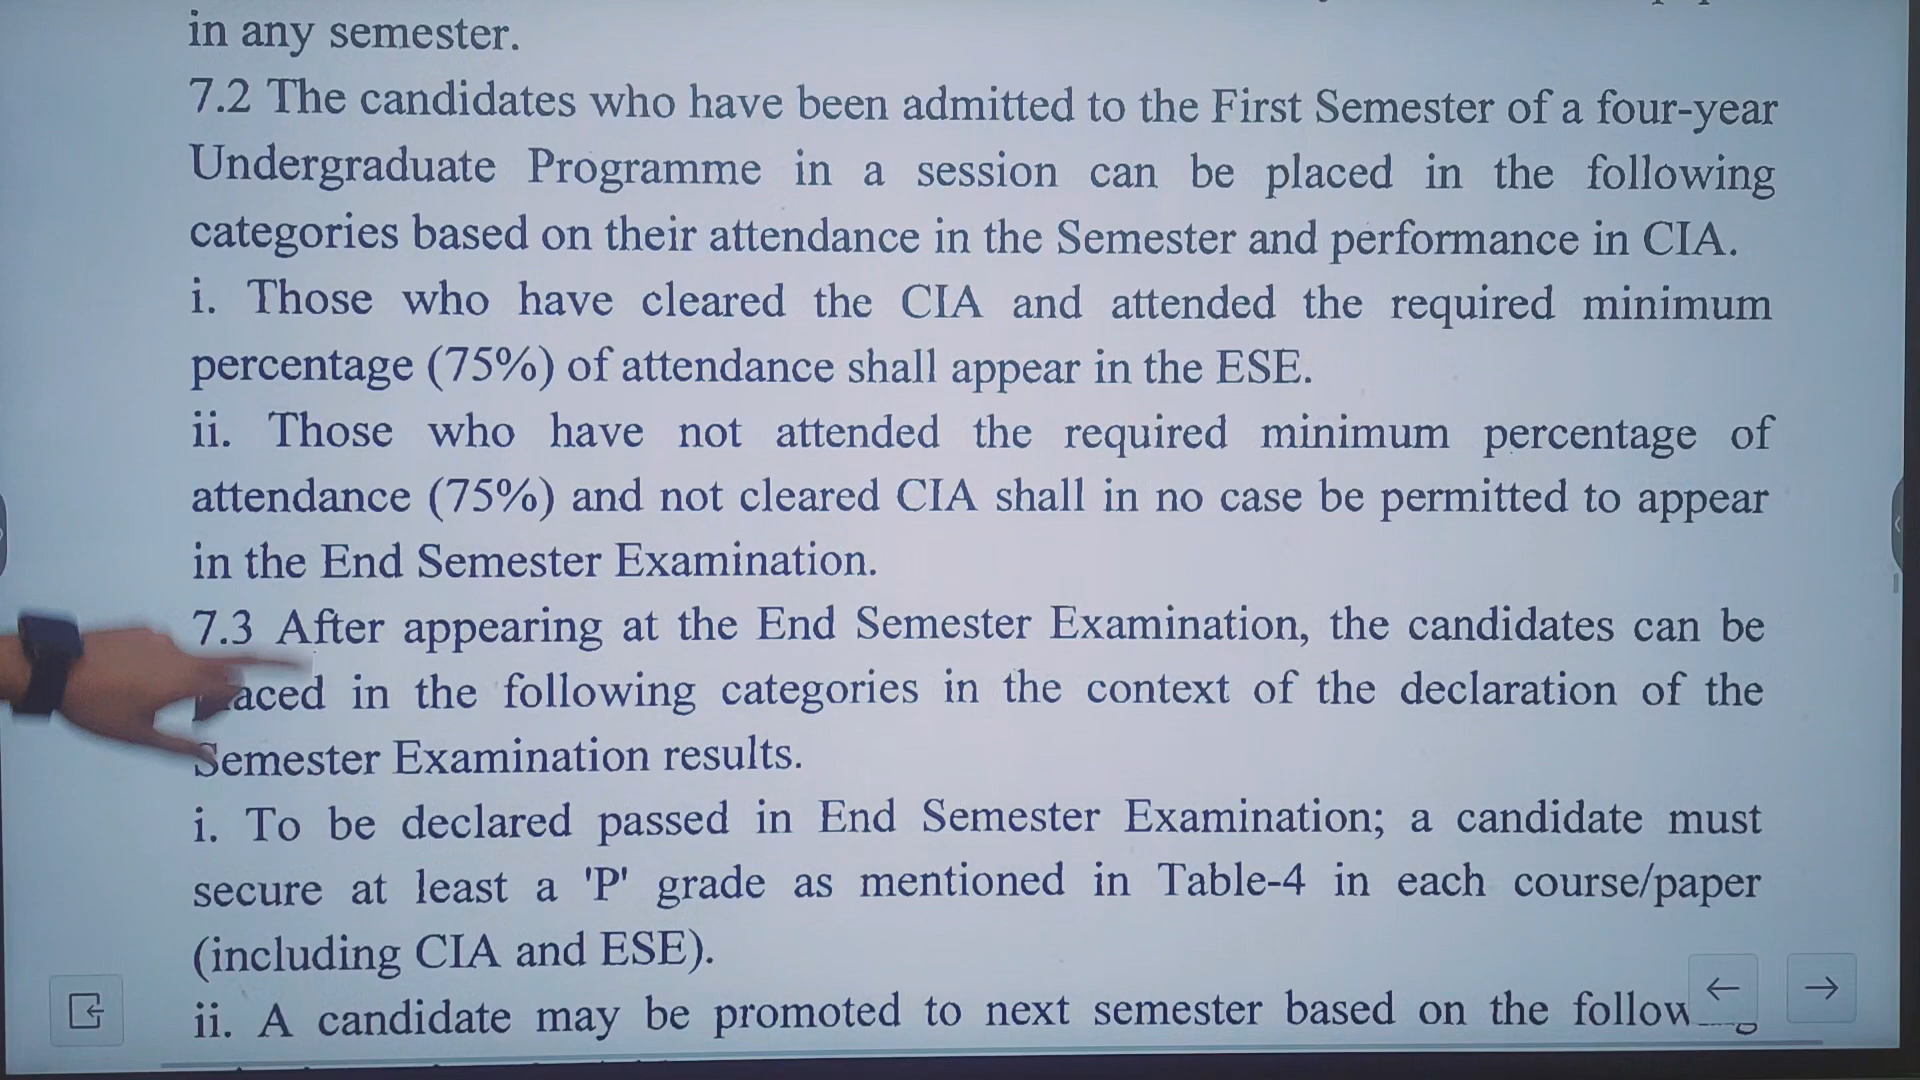 in any semester.
7.2 The candidates who have been admitted to the First Semester of a four-year
Undergraduate Programme in a session can be placed in the following
categories based on their attendance in the Semester and performance in CIA.
i. Those who have cleared the CIA and attended the required minimum
percentage (75%) of attendance shall appear in the ESE.
ii. Those who have not attended the required minimum percentage of
attendance (75%) and not cleared CIA shall in no case be permitted to appear
in the End Semester Examination.
7.3 After appearing at the End Semester Examination, the candidates can be
aced in the following categories in the context of the declaration of the
Semester Examination results.
i. To be declared passed in End Semester Examination; a candidate must
secure at least a 'P' grade as mentioned in Table-4 in each course/paper
(including CIA and ESE).
ii. A candidate may be promoted to next semester based on the follow